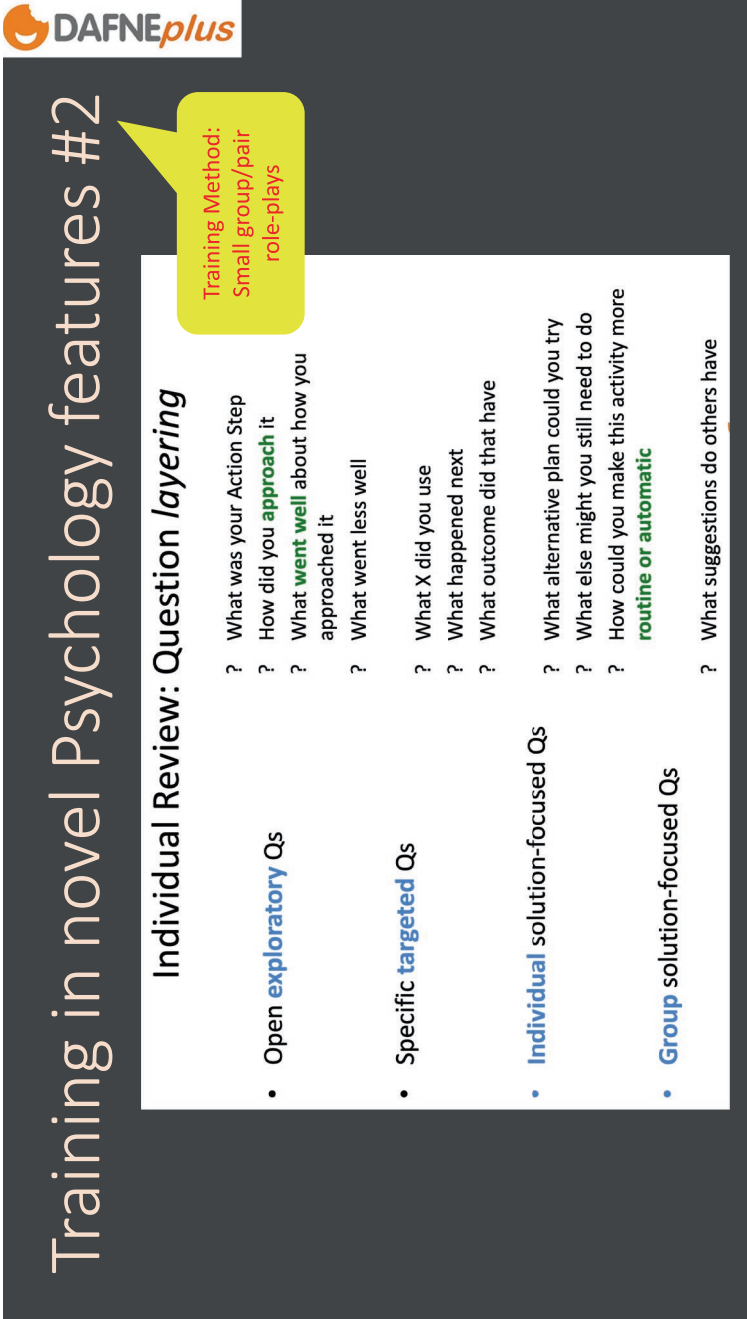 DAFNEplus
Training in novel Psychology features #2
Training Method:
Small group/pair
role-plays
Individual Review: Question layering
• Open exploratory Qs
? What was your Action Step
? How did you approach it
? What went well about how you
approached it
? What went less well
• Specific targeted Qs
? What X did you use
? What happened next
? What outcome did that have
• Individual solution-focused Qs
? What alternative plan could you try
? What else might you still need to do
? How could you make this activity more
routine or automatic
• Group solution-focused Qs
? What suggestions do others have